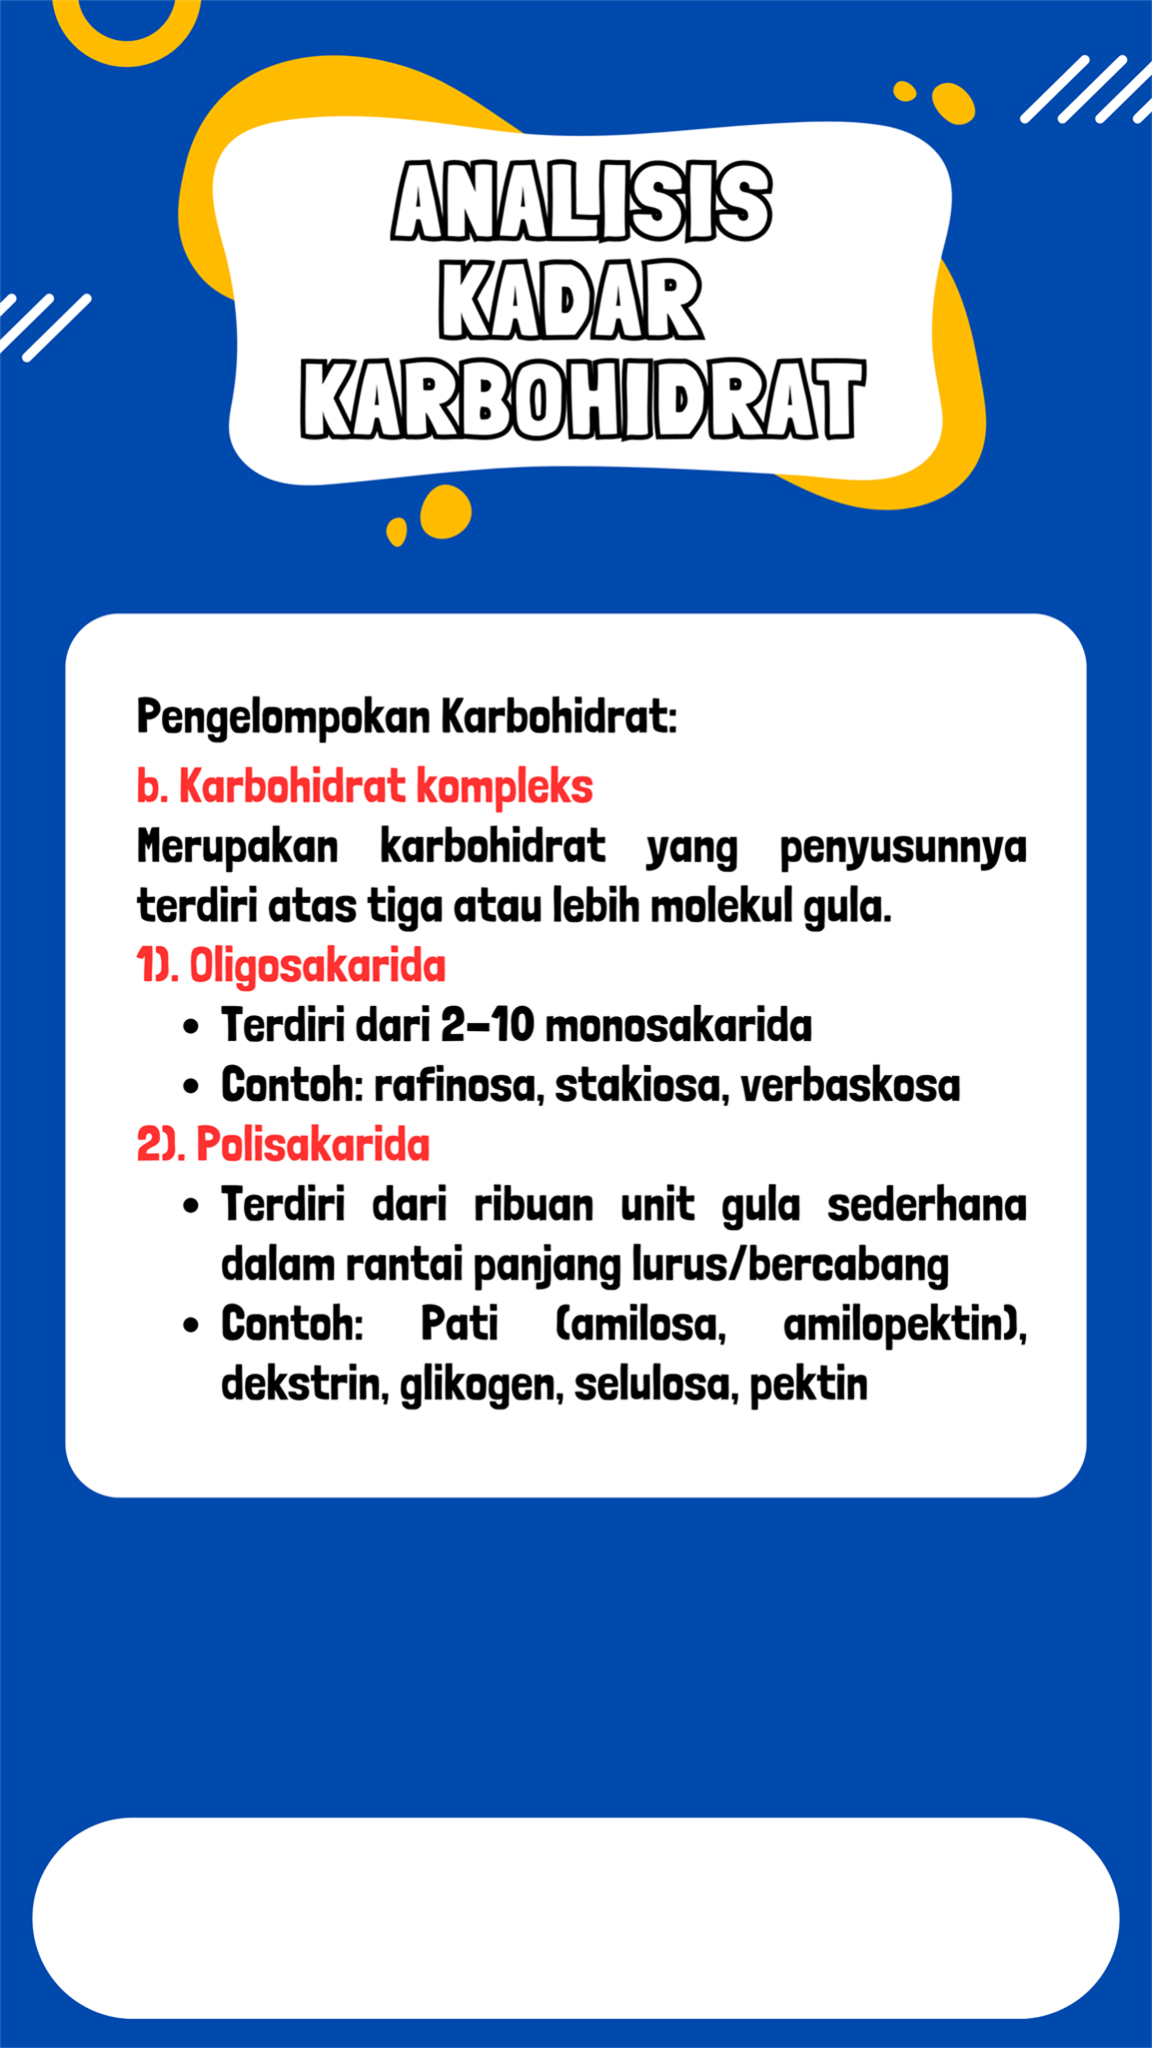 ANALISIS
KADAR
KARBOHIDRAT
Pengelompokan Karbohidrat:
b. Karbohidrat kompleks
Merupakan karbohidrat yang penyusunnya
terdiri atas tiga atau lebih molekul gula.
1). Oligosakarida
• Terdiri dari 2-10 monosakarida
• Contoh: rafinosa, stakiosa, verbaskosa
2). Polisakarida
• Terdiri dari ribuan unit gula sederhana
dalam rantai panjang lurus/bercabang
• Contoh: Pati (amilosa, amilopektin),
dekstrin, glikogen, selulosa, pektin